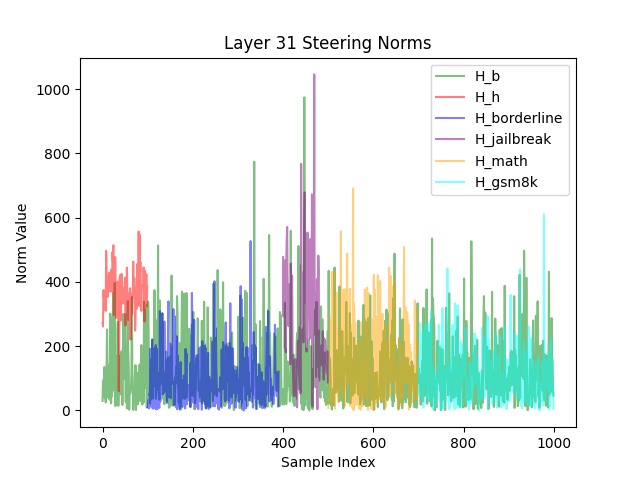 Layer 31 Steering Norms
Norm Value
1000
800
600
400
200
0
H_b
H_h
H_borderline
H_jailbreak
H_math
H_gsm8k
0 200 400 600 800 1000
Sample Index